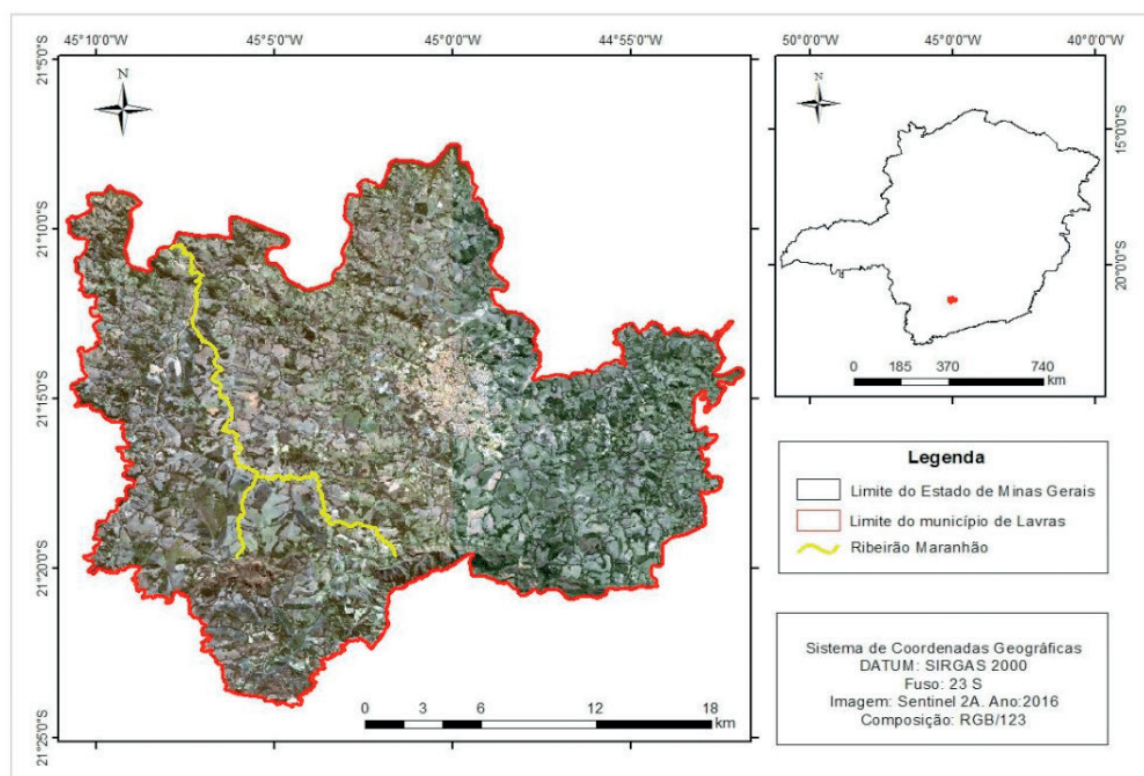 45°10'0"W 45°5'0"W 45°0'0"W 44°55'0"W
21°5'0"S
21°10'0"S
21°15'0"S
21°20'0"S
21°25'0"S
N
0 3 6 12 18
km
50°0'0"W 45°0'0"W 40°0'0"W
15°0'0"S
20°0'0"S
N
0 185 370 740
km
Legenda
Limite do Estado de Minas Gerais
Limite do município de Lavras
Ribeirão Maranhão
Sistema de Coordenadas Geográficas
DATUM: SIRGAS 2000
Fuso: 23 S
Imagem: Sentinel 2A. Ano:2016
Composição: RGB/123